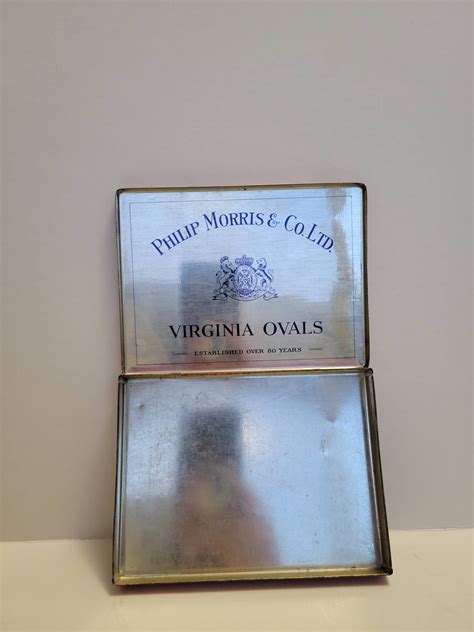 PHILIP MORRIS & CO. LTD.
VIRGINIA OVALS
ESTABLISHED OVER 80 YEARS